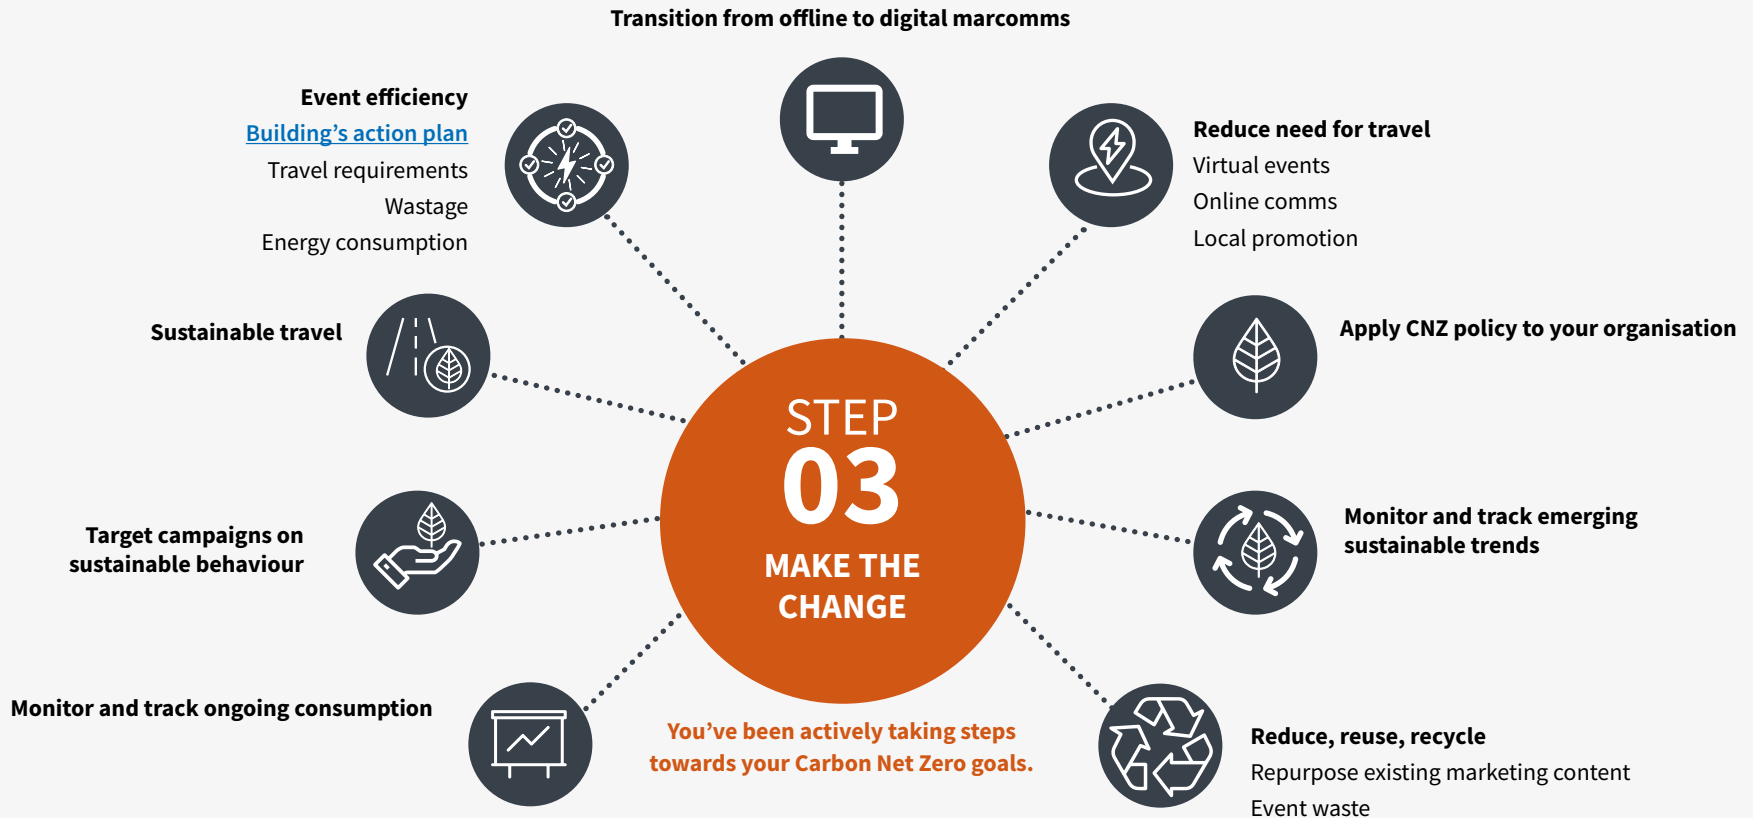 Transition from offline to digital marcomms
Event efficiency
Building’s action plan
Travel requirements
Wastage
Energy consumption
Reduce need for travel
Virtual events
Online comms
Local promotion
Sustainable travel
Apply CNZ policy to your organisation
STEP
03
MAKE THE
CHANGE
Target campaigns on
sustainable behaviour
Monitor and track emerging
sustainable trends
Monitor and track ongoing consumption
You’ve been actively taking steps
towards your Carbon Net Zero goals.
Reduce, reuse, recycle
Repurpose existing marketing content
Event waste